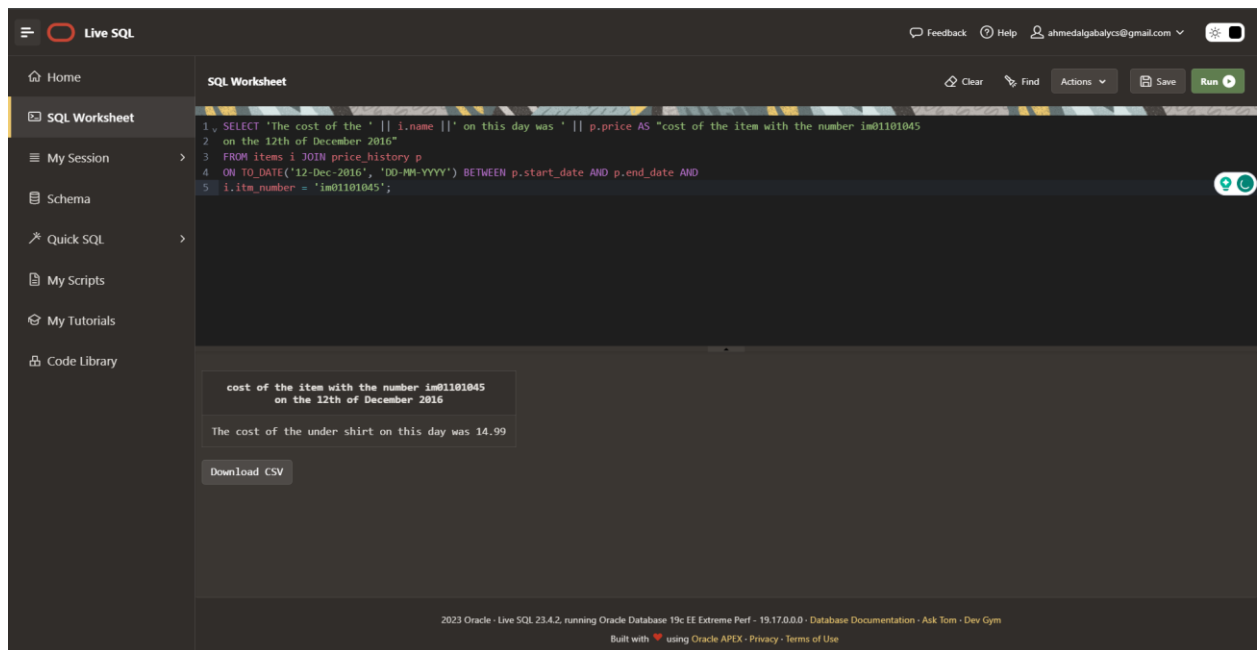 Live SQL
Feedback Help ahmedalgabalycs@gmail.com
Home
SQL Worksheet
My Session
Schema
Quick SQL
My Scripts
My Tutorials
Code Library
SQL Worksheet
Clear Find Actions Save Run
1 SELECT 'The cost of the ' || i.name ||' on this day was ' || p.price AS "cost of the item with the number im01101045
2 on the 12th of December 2016"
3 FROM items i JOIN price_history p
4 ON TO_DATE('12-Dec-2016', 'DD-MM-YYYY') BETWEEN p.start_date AND p.end_date AND
5 i.itm_number = 'im01101045';
cost of the item with the number im01101045
on the 12th of December 2016
The cost of the under shirt on this day was 14.99
Download CSV
2023 Oracle · Live SQL 23.4.2, running Oracle Database 19c EE Extreme Perf - 19.17.0.0.0 · Database Documentation · Ask Tom · Dev Gym
Built with ❤ using Oracle APEX · Privacy · Terms of Use